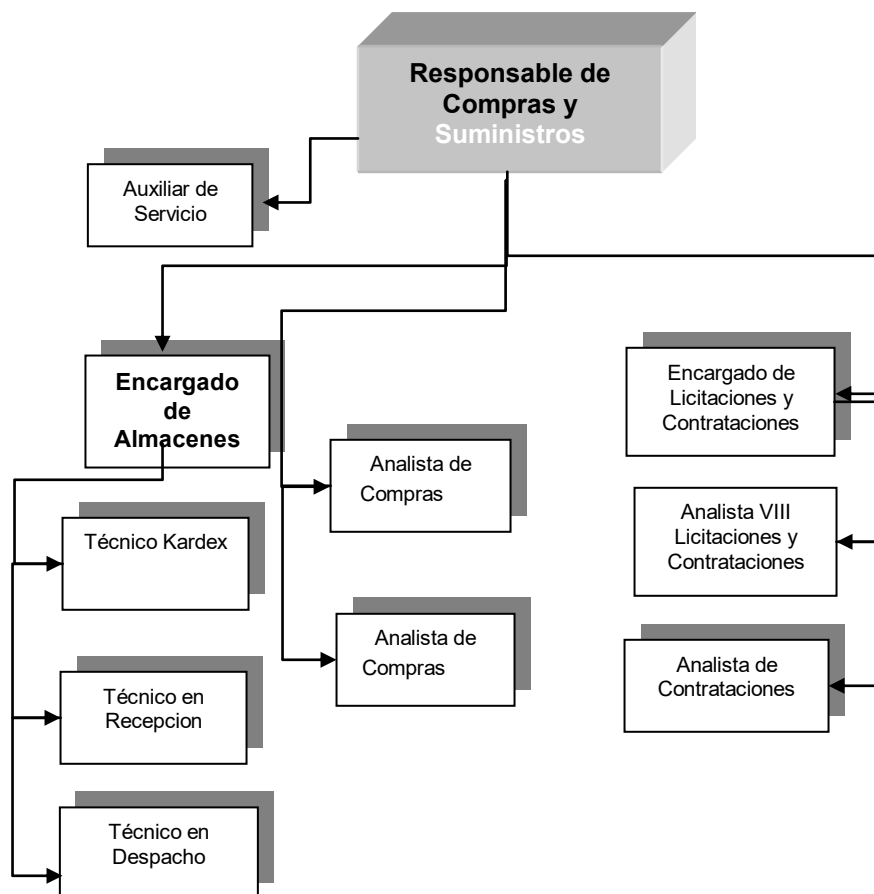 Responsable de
Compras y
Suministros
Auxiliar de
Servicio
Encargado
de
Almacenes
Encargado de
Licitaciones y
Contrataciones
Analista de
Compras
Analista VIII
Licitaciones y
Contrataciones
Técnico Kardex
Analista de
Compras
Analista de
Contrataciones
Técnico en
Recepcion
Técnico en
Despacho